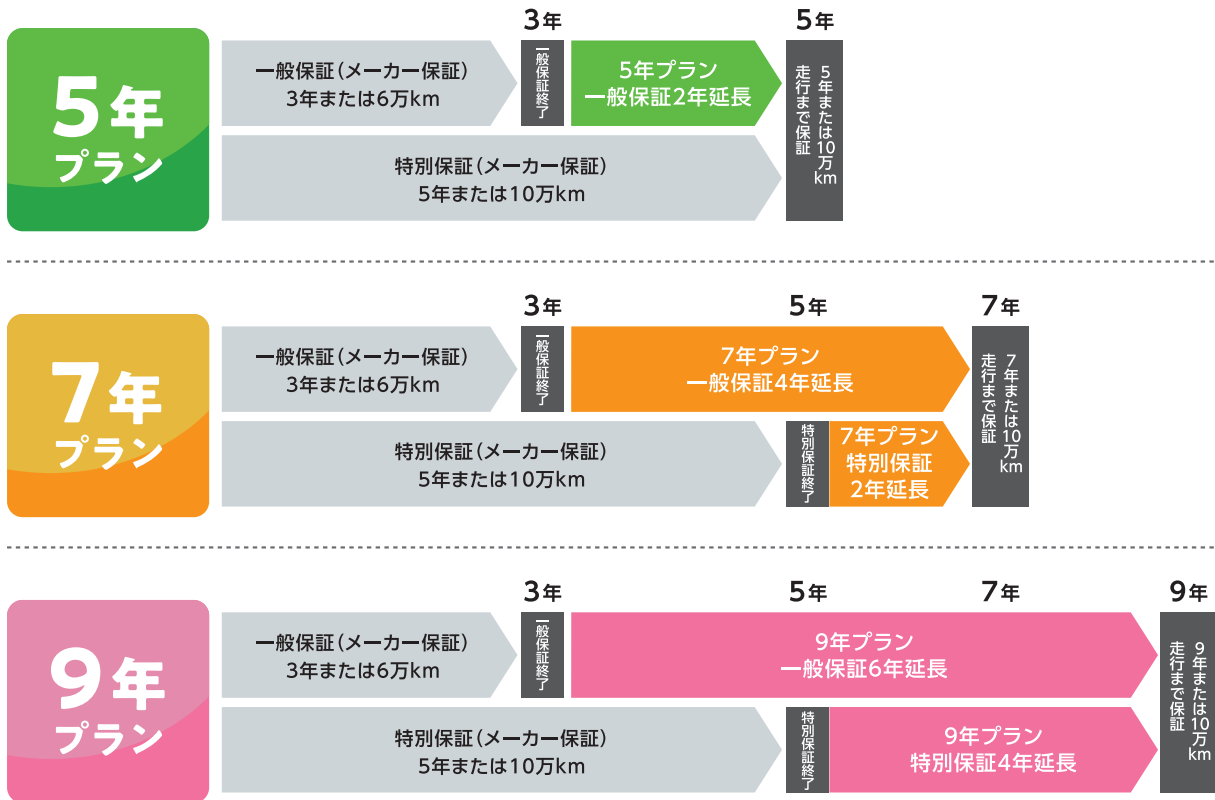 5年
プラン
3年
5年
一般保証（メーカー保証）
3年または6万km
一般保証終了
5年プラン
一般保証2年延長
特別保証（メーカー保証）
5年または10万km
5年または10万km
走行まで保証
7年
プラン
3年
5年
7年
一般保証（メーカー保証）
3年または6万km
一般保証終了
7年プラン
一般保証4年延長
特別保証（メーカー保証）
5年または10万km
特別保証終了
7年プラン
特別保証
2年延長
7年または10万km
走行まで保証
9年
プラン
3年
5年
7年
9年
一般保証（メーカー保証）
3年または6万km
一般保証終了
9年プラン
一般保証6年延長
特別保証（メーカー保証）
5年または10万km
特別保証終了
9年プラン
特別保証4年延長
9年または10万km
走行まで保証